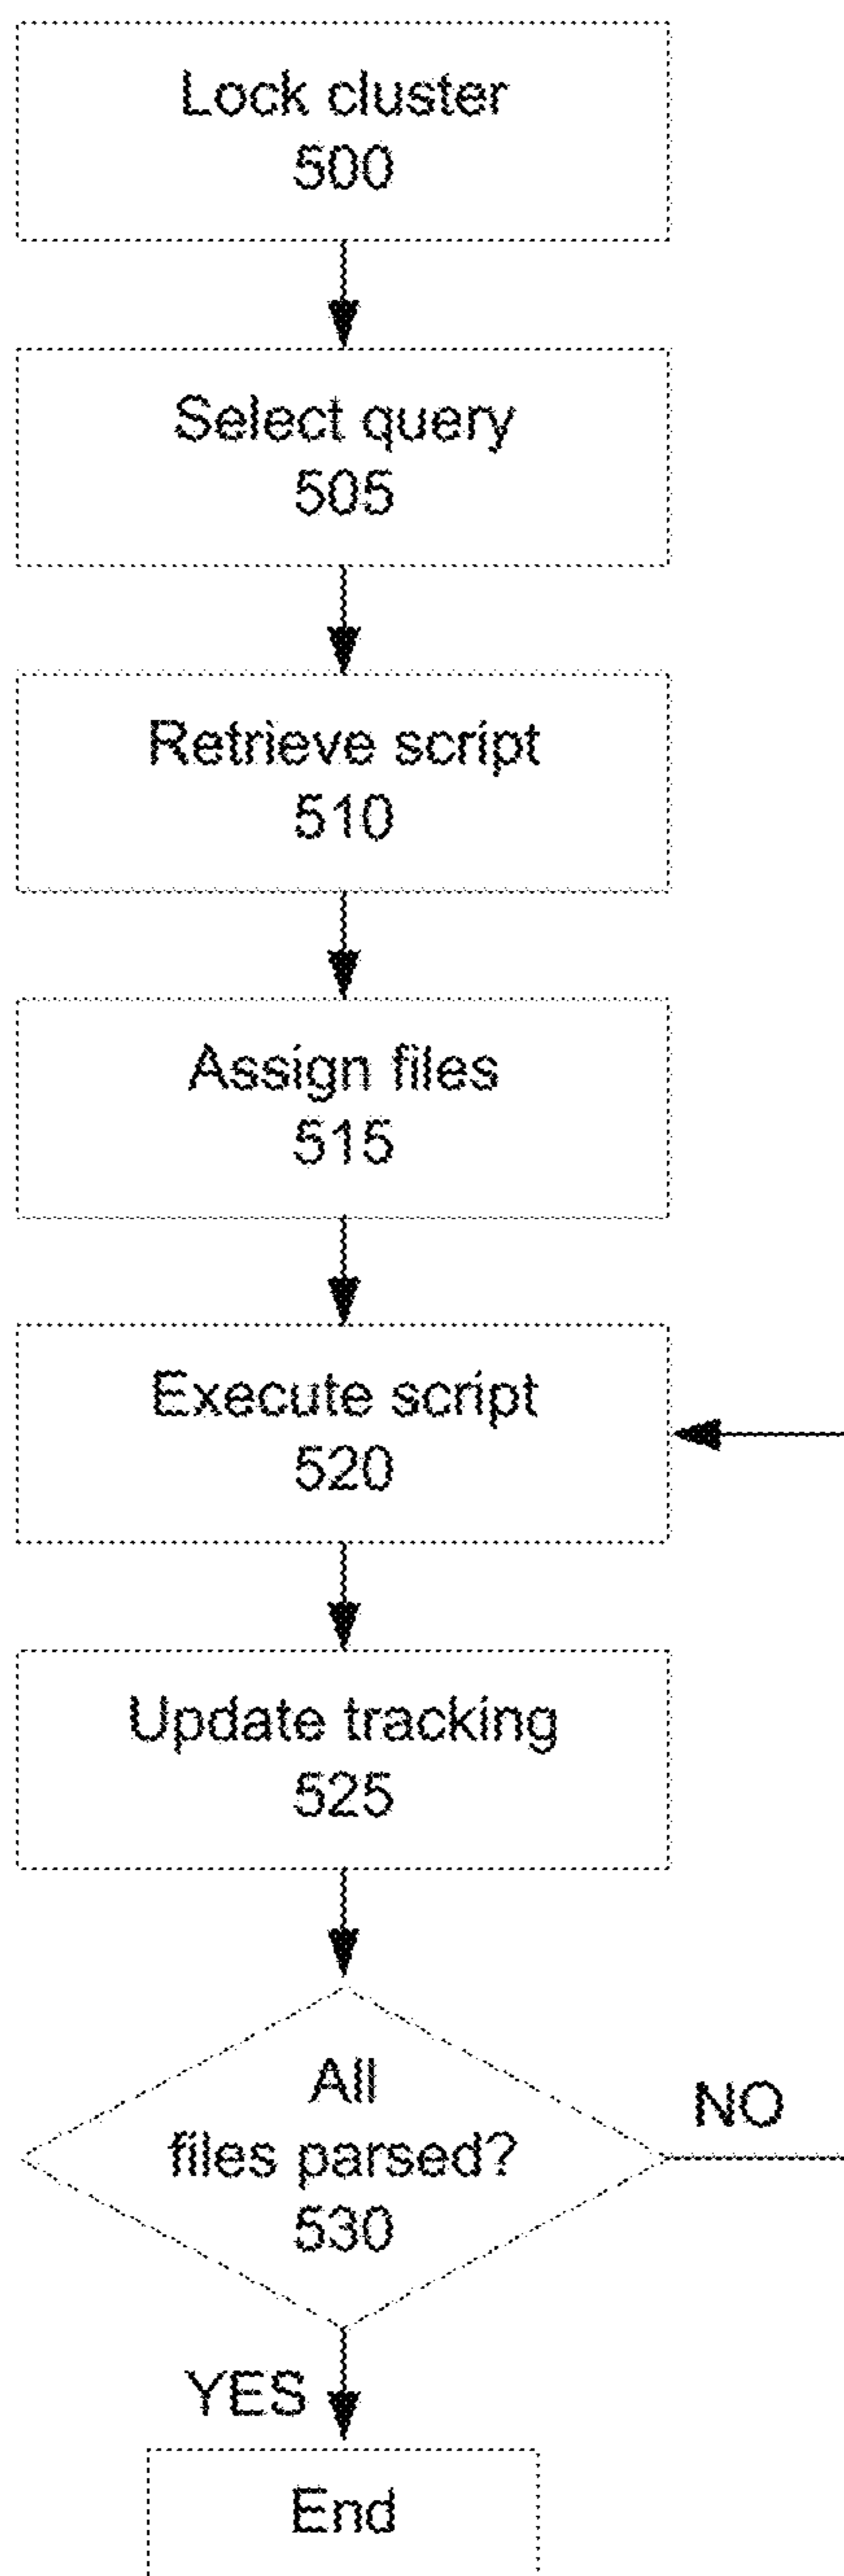 Lock cluster
500
Select query
505
Retrieve script
510
Assign files
515
Execute script
520
Update tracking
525
All
files parsed?
530
NO
YES
End